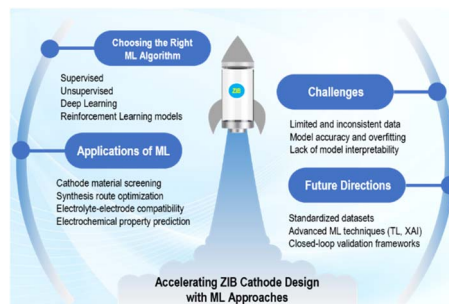 Choosing the Right
ML Algorithm
Supervised
Unsupervised
Deep Learning
Reinforcement Learning models
Applications of ML
Cathode material screening
Synthesis route optimization
Electrolyte-electrode compatibility
Electrochemical property prediction
ZIB
Challenges
Limited and inconsistent data
Model accuracy and overfitting
Lack of model interpretability
Future Directions
Standardized datasets
Advanced ML techniques (TL, XAI)
Closed-loop validation frameworks
Accelerating ZIB Cathode Design
with ML Approaches